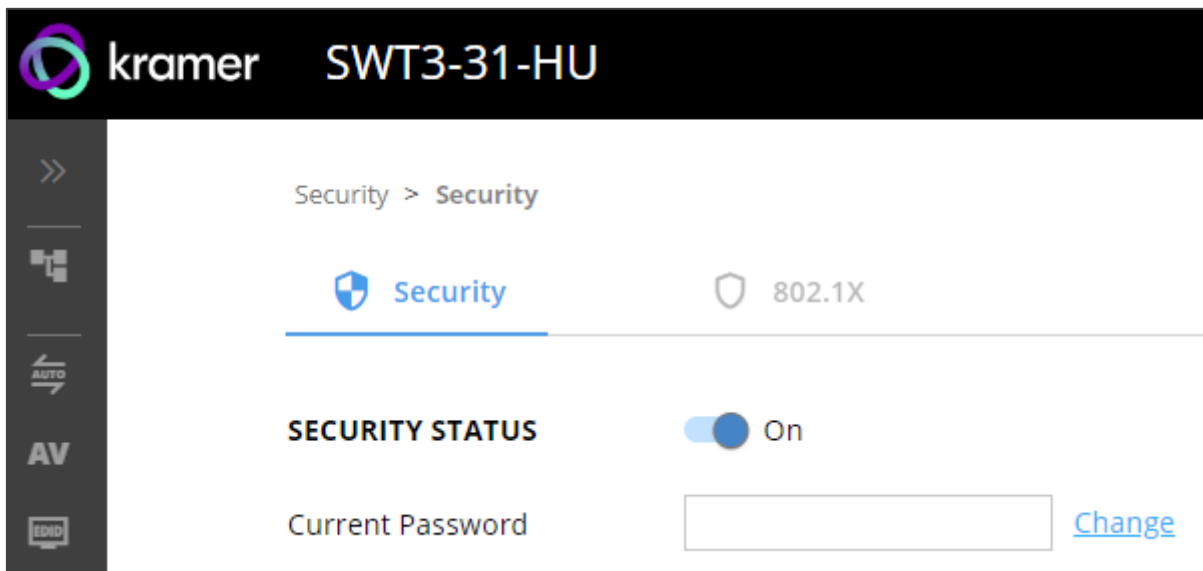 kramer SWT3-31-HU
Security > Security
Security 802.1X
AUTO
SECURITY STATUS On
AV
EDID
Current Password Change